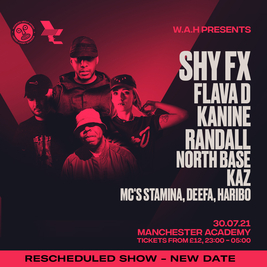 W.A.H PRESENTS
SHY FX
FLAVA D
KANINE
RANDALL
NORTH BASE
KAZ
MC'S STAMINA, DEEFA, HARIBO
30.07.21
MANCHESTER ACADEMY
TICKETS FROM £12, 23:00 - 05:00
RESCHEDULED SHOW - NEW DATE